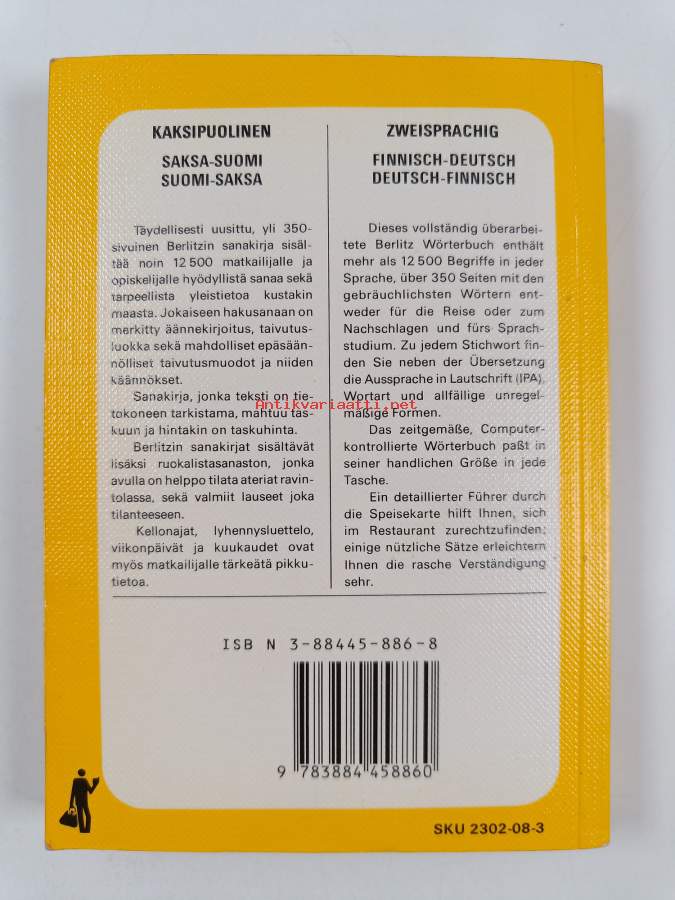 KAKSIPUOLINEN
SAKSA-SUOMI
SUOMI-SAKSA
Täydellisesti uusittu, yli 350-
sivuinen Berlitzin sanakirja sisäl-
tää noin 12 500 matkailijalle ja
opiskelijalle hyödyllistä sanaa sekä
tarpeellista yleistietoa kustakin
maasta. Jokaiseen hakusanaan on
merkitty äännekirjoitus, taivutus-
luokka sekä mahdolliset epäsään-
nölliset taivutusmuodot ja niiden
käännökset.
Sanakirja, jonka teksti on tie-
tokoneen tarkistama, mahtuu tas-
kuun ja hintakin on taskuhinta.
Berlitzin sanakirjat sisältävät
lisäksi ruokalistasanaston, jonka
avulla on helppo tilata ateriat ravin-
tolassa, sekä valmiit lauseet joka
tilanteeseen.
Kellonajat, lyhennysluettelo,
viikonpäivät ja kuukaudet ovat
myös matkailijalle tärkeätä pikku-
tietoa.
ZWEISPRACHIG
FINNISCH-DEUTSCH
DEUTSCH-FINNISCH
Dieses vollständig überarbei-
tete Berlitz Wörterbuch enthält
mehr als 12 500 Begriffe in jeder
Sprache, über 350 Seiten mit den
gebräuchlichsten Wörtern ent-
weder für die Reise oder zum
Nachschlagen und fürs Sprach-
studium. Zu jedem Stichwort fin-
den Sie neben der Übersetzung
die Aussprache in Lautschrift (IPA),
Wortart und allfällige unregel-
mäßige Formen.
Das zeitgemäße, Computer-
kontrollierte Wörterbuch paßt in
seiner handlichen Größe in jede
Tasche.
Ein detaillierter Führer durch
die Speisekarte hilft Ihnen, sich
im Restaurant zurechtzufinden;
einige nützliche Sätze erleichtern
Ihnen die rasche Verständigung
sehr.
Antikvariaatti.net
ISBN 3-88445-886-8
9 783884 458860
SKU 2302-08-3